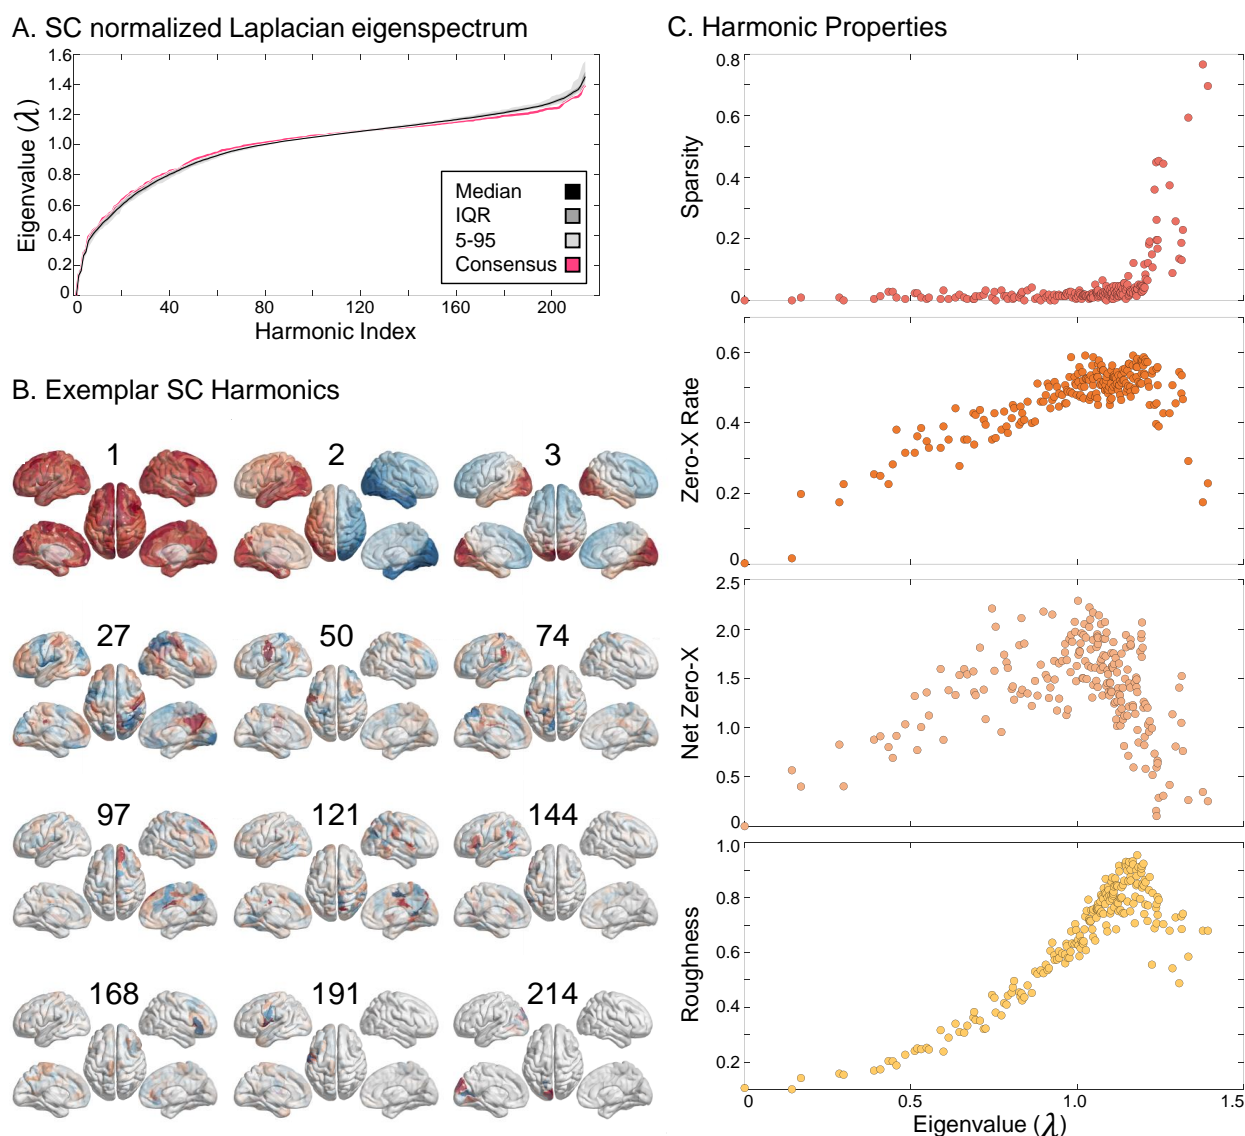 A. SC normalized Laplacian eigenspectrum
Eigenvalue (λ)
1.6
1.4
1.2
1.0
0.8
0.6
0.4
0.2
0
0 40 80 120 160 200
Harmonic Index
Median
IQR
5-95
Consensus
B. Exemplar SC Harmonics
1 2 3
27 50 74
97 121 144
168 191 214
C. Harmonic Properties
Sparsity
0.8
0.6
0.4
0.2
0
Zero-X Rate
0.6
0.4
0.2
0
Net Zero-X
2.5
2.0
1.5
1.0
0.5
0
Roughness
1.0
0.8
0.6
0.4
0.2
0 0.5 1.0 1.5
Eigenvalue (λ)